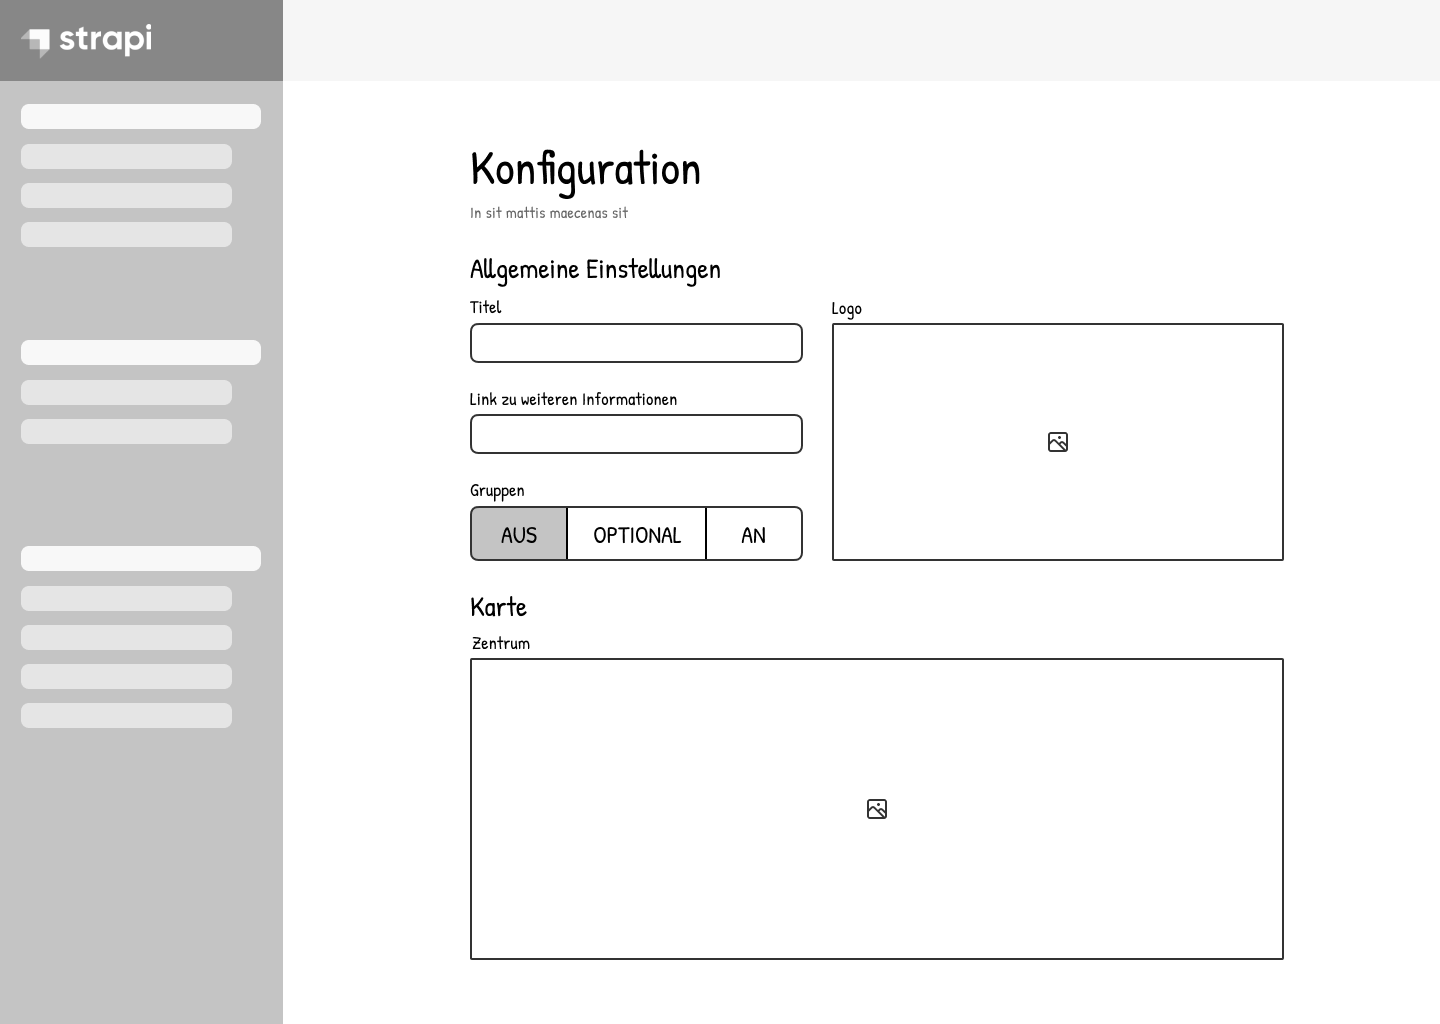 strapi
Konfiguration
In sit mattis maecenas sit
Allgemeine Einstellungen
Titel
Logo
Link zu weiteren Informationen
Gruppen
AUS OPTIONAL AN
Karte
Zentrum